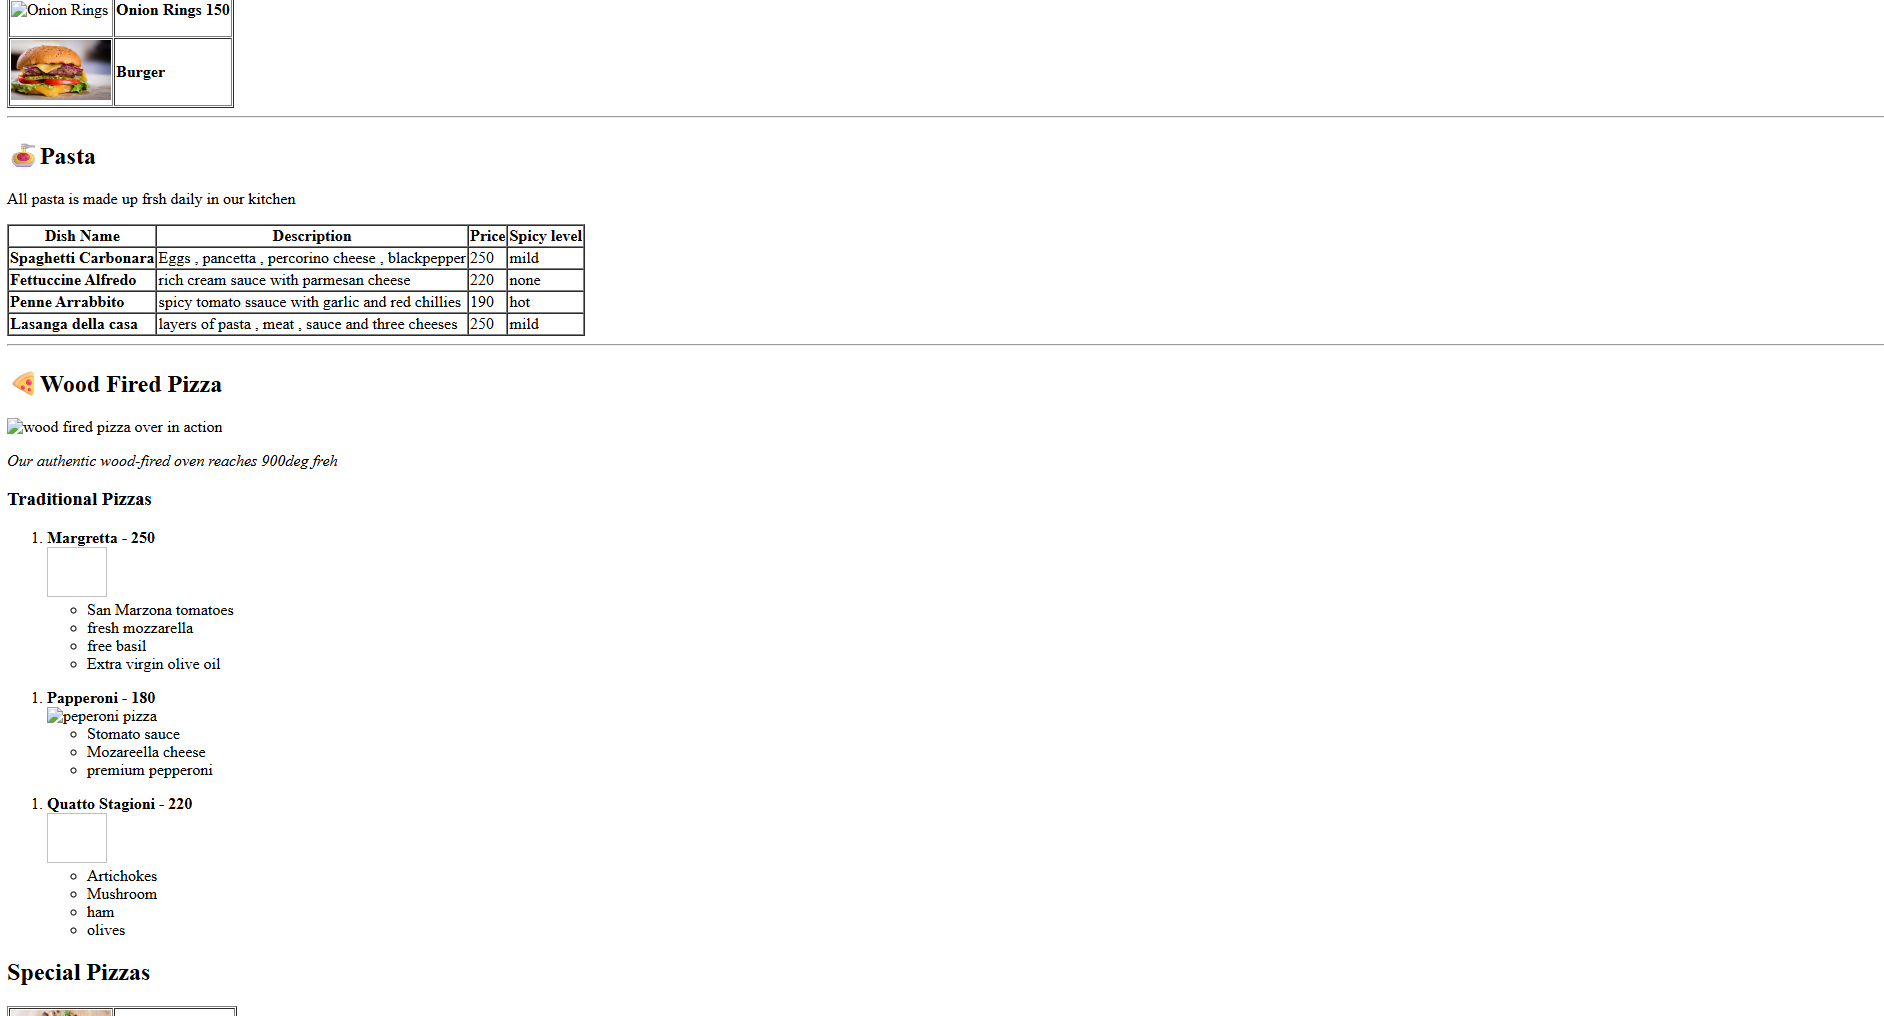 Onion Rings Onion Rings 150
Burger
Pasta
All pasta is made up frsh daily in our kitchen
Dish Name Description Price Spicy level
Spaghetti Carbonara Eggs , pancetta , percorino cheese , blackpepper 250 mild
Fettuccine Alfredo rich cream sauce with parmesan cheese 220 none
Penne Arrabbito spicy tomato ssauce with garlic and red chillies 190 hot
Lasanga della casa layers of pasta , meat , sauce and three cheeses 250 mild
Wood Fired Pizza
wood fired pizza over in action
Our authentic wood-fired oven reaches 900deg freh
Traditional Pizzas
1. Margretta - 250
San Marzona tomatoes
fresh mozzarella
free basil
Extra virgin olive oil
1. Papperoni - 180
peperoni pizza
Stomato sauce
Mozareella cheese
premium pepperoni
1. Quatto Stagioni - 220
Artichokes
Mushroom
ham
olives
Special Pizzas